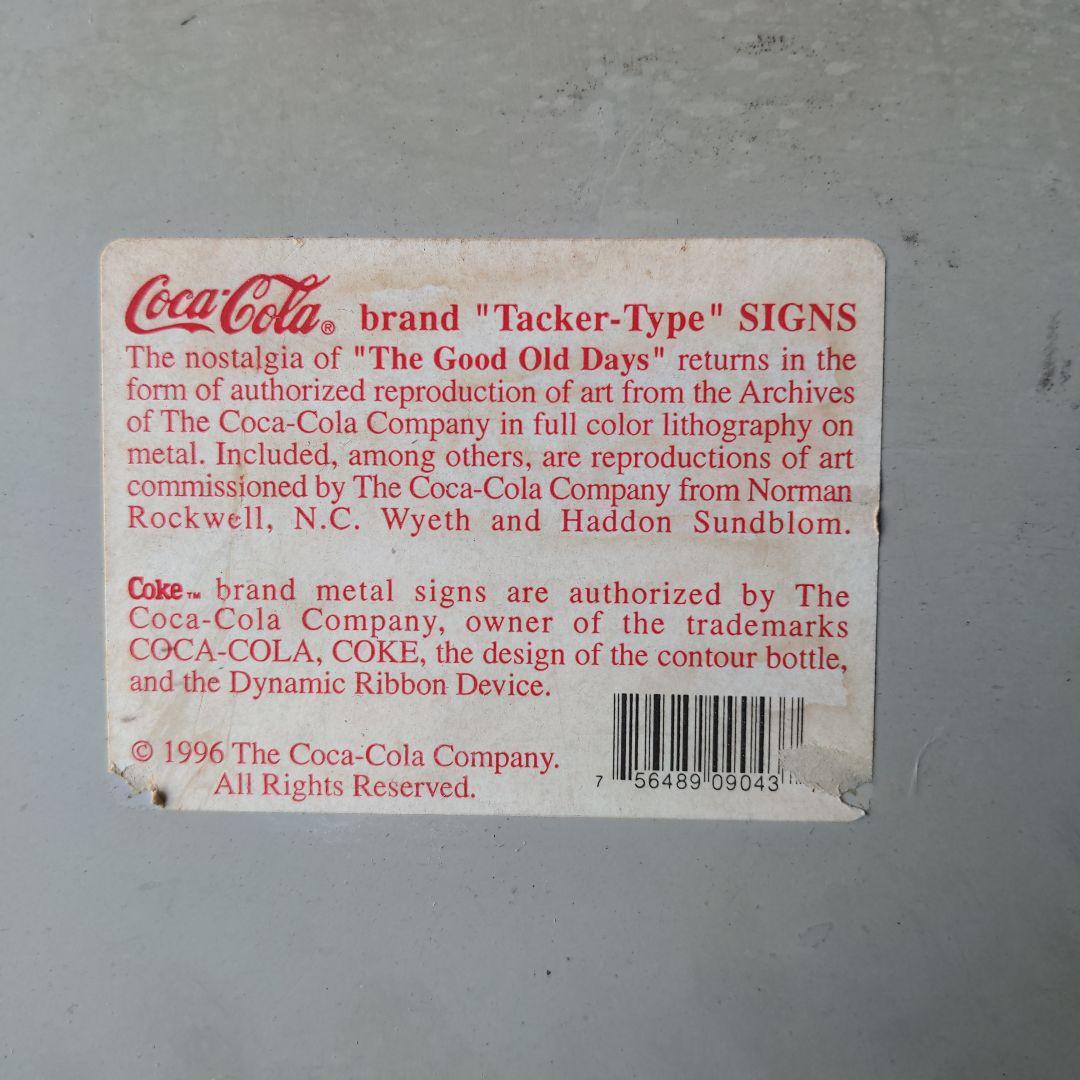 Coca-Cola® brand "Tacker-Type" SIGNS
The nostalgia of "The Good Old Days" returns in the
form of authorized reproduction of art from the Archives
of The Coca-Cola Company in full color lithography on
metal. Included, among others, are reproductions of art
commissioned by The Coca-Cola Company from Norman
Rockwell, N.C. Wyeth and Haddon Sundblom.
Coke™ brand metal signs are authorized by The
Coca-Cola Company, owner of the trademarks
COCA-COLA, COKE, the design of the contour bottle,
and the Dynamic Ribbon Device.
© 1996 The Coca-Cola Company.
All Rights Reserved.
7 56489 09043